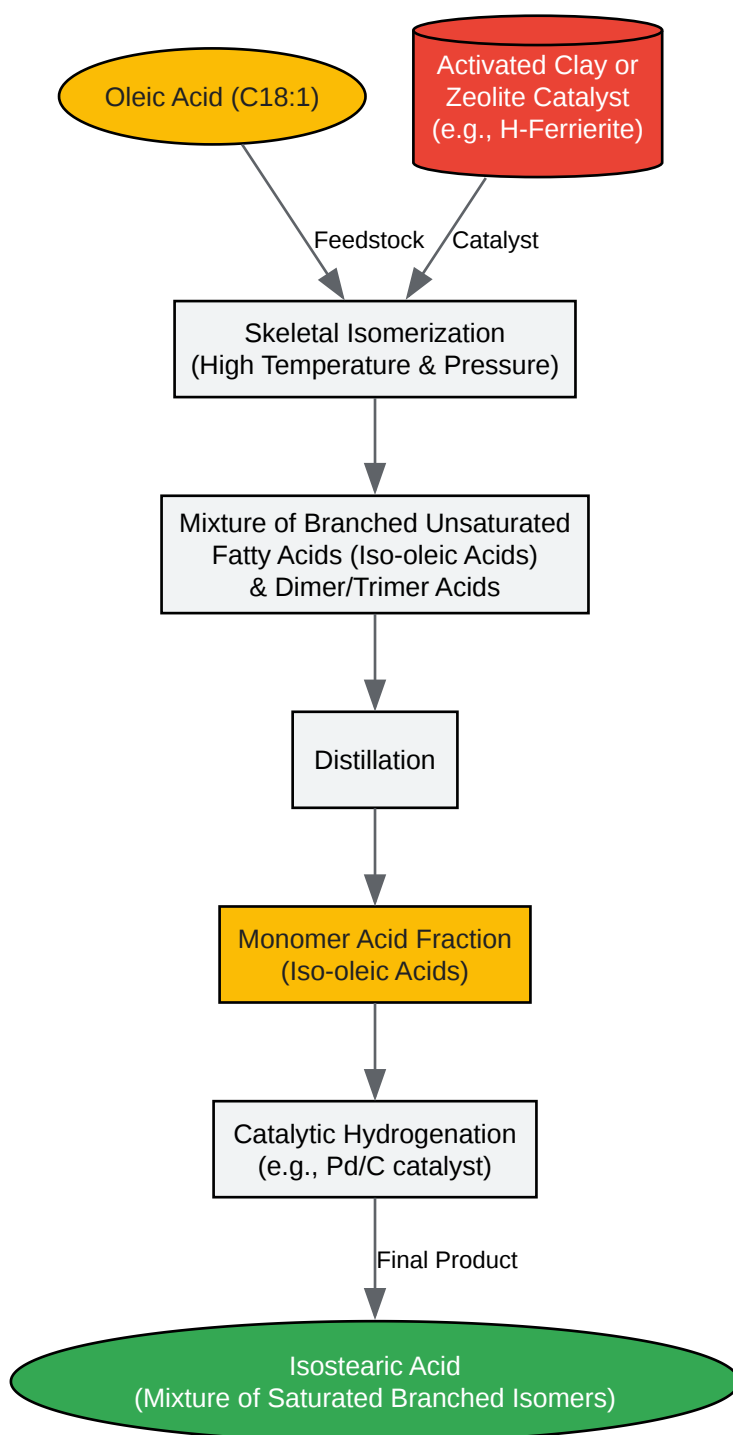 Oleic Acid (C18:1)
Activated Clay or
Zeolite Catalyst
(e.g., H-Ferrierite)
Feedstock
Catalyst
Skeletal Isomerization
(High Temperature & Pressure)
Mixture of Branched Unsaturated
Fatty Acids (Iso-oleic Acids)
& Dimer/Trimer Acids
Distillation
Monomer Acid Fraction
(Iso-oleic Acids)
Catalytic Hydrogenation
(e.g., Pd/C catalyst)
Final Product
Isostearic Acid
(Mixture of Saturated Branched Isomers)